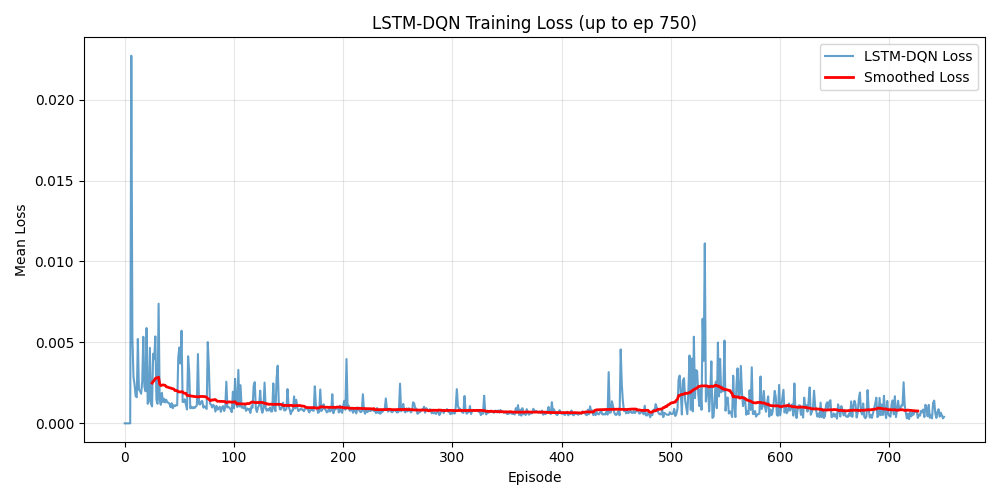 LSTM-DQN Training Loss (up to ep 750)
LSTM-DQN Loss
Smoothed Loss
Mean Loss
0.020
0.015
0.010
0.005
0.000
0 100 200 300 400 500 600 700
Episode